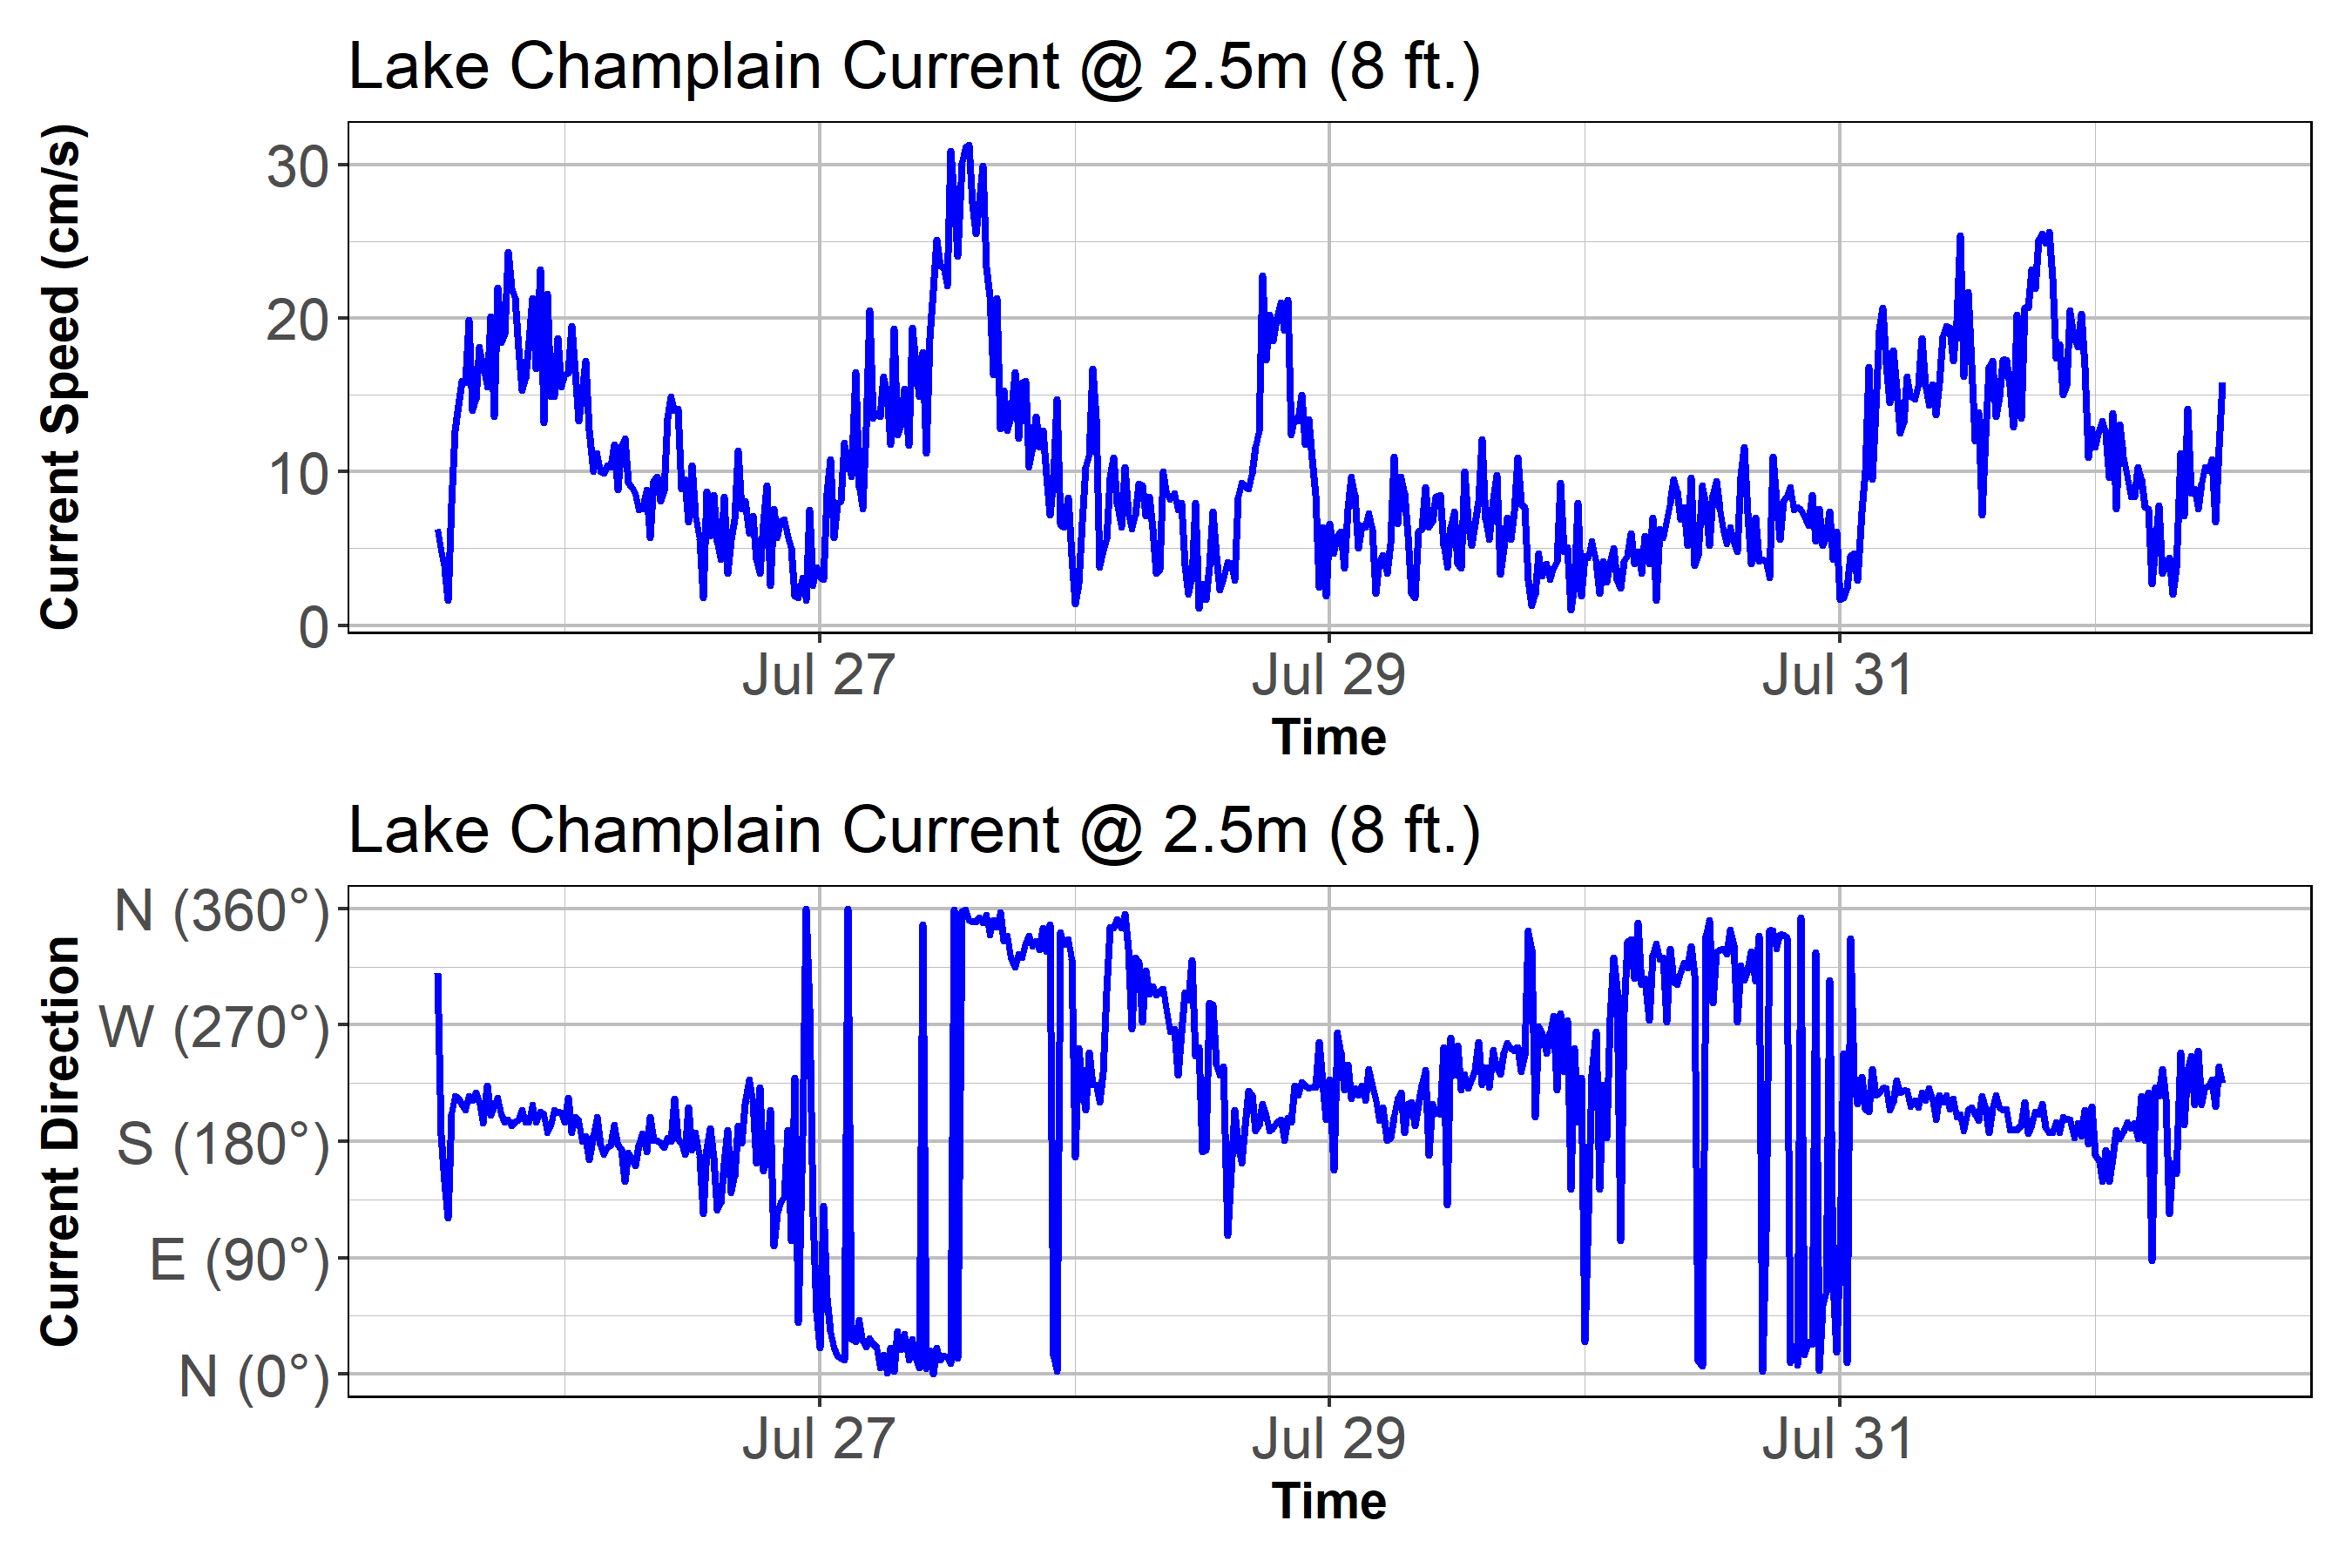 Lake Champlain Current @ 2.5m (8 ft.)
Current Speed (cm/s)
30
20
10
0
Jul 27 Jul 29 Jul 31
Time
Lake Champlain Current @ 2.5m (8 ft.)
Current Direction
N (360°)
W (270°)
S (180°)
E (90°)
N (0°)
Jul 27 Jul 29 Jul 31
Time